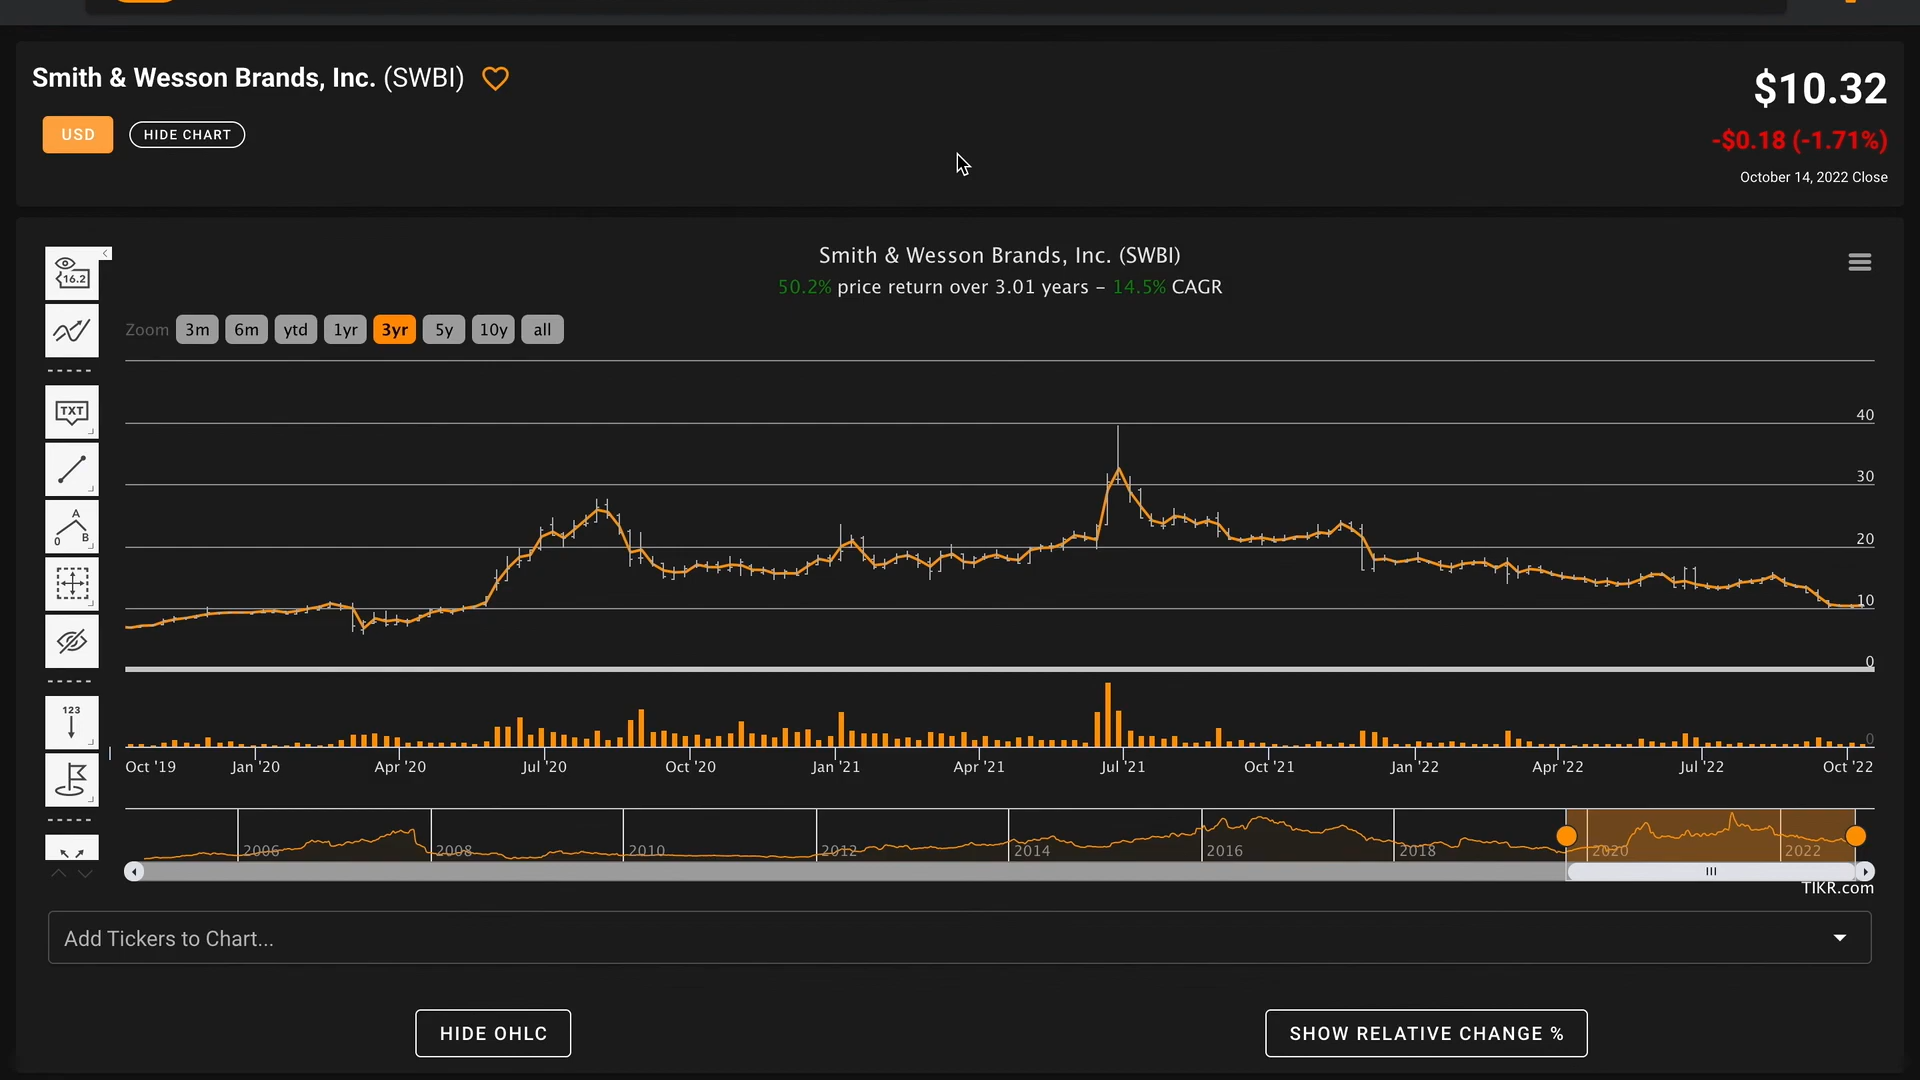 Smith & Wesson Brands, Inc. (SWBI)
$10.32
USD
HIDE CHART
-$0.18 (-1.71%)
October 14, 2022 Close
Smith & Wesson Brands, Inc. (SWBI)
50.2% price return over 3.01 years – 14.5% CAGR
16.2
Zoom 3m 6m ytd 1yr 3yr 5y 10y all
TXT
40
30
A
0 B
20
10
0
123
0
Oct '19 Jan '20 Apr '20 Jul '20 Oct '20 Jan '21 Apr '21 Jul '21 Oct '21 Jan '22 Apr '22 Jul '22 Oct '22
2006 2008 2010 2012 2014 2016 2018 2020 2022
TIKR.com
Add Tickers to Chart...
HIDE OHLC
SHOW RELATIVE CHANGE %